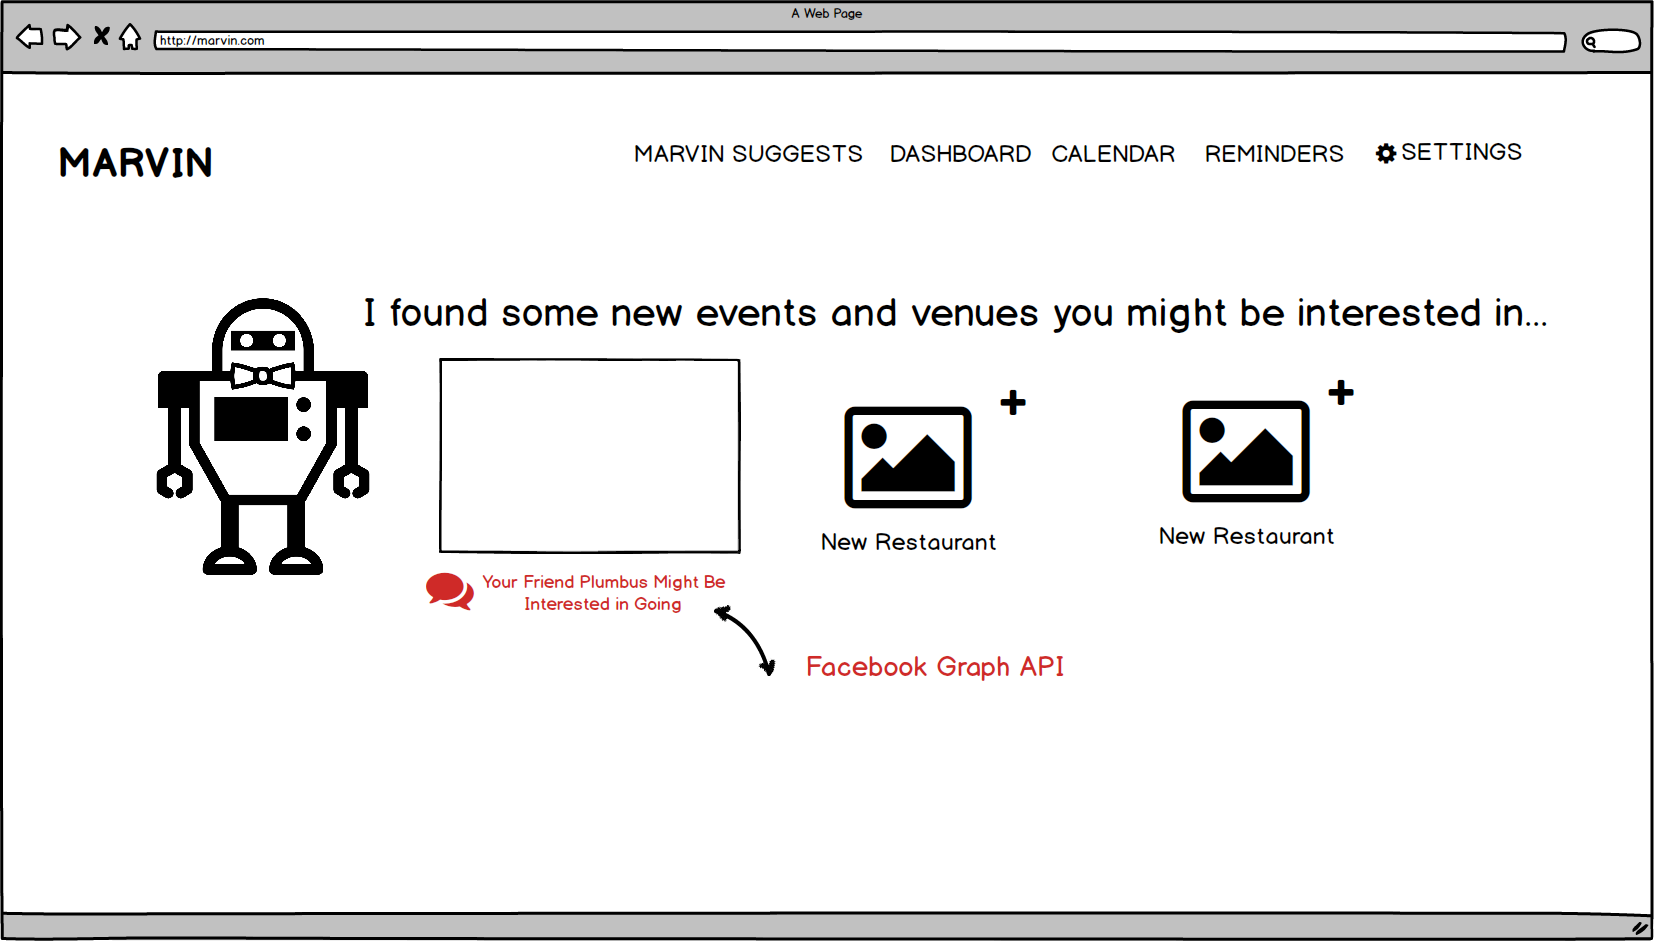 A Web Page
http://marvin.com
MARVIN
MARVIN SUGGESTS DASHBOARD CALENDAR REMINDERS SETTINGS
I found some new events and venues you might be interested in...
New Restaurant
New Restaurant
Your Friend Plumbus Might Be
Interested in Going
Facebook Graph API